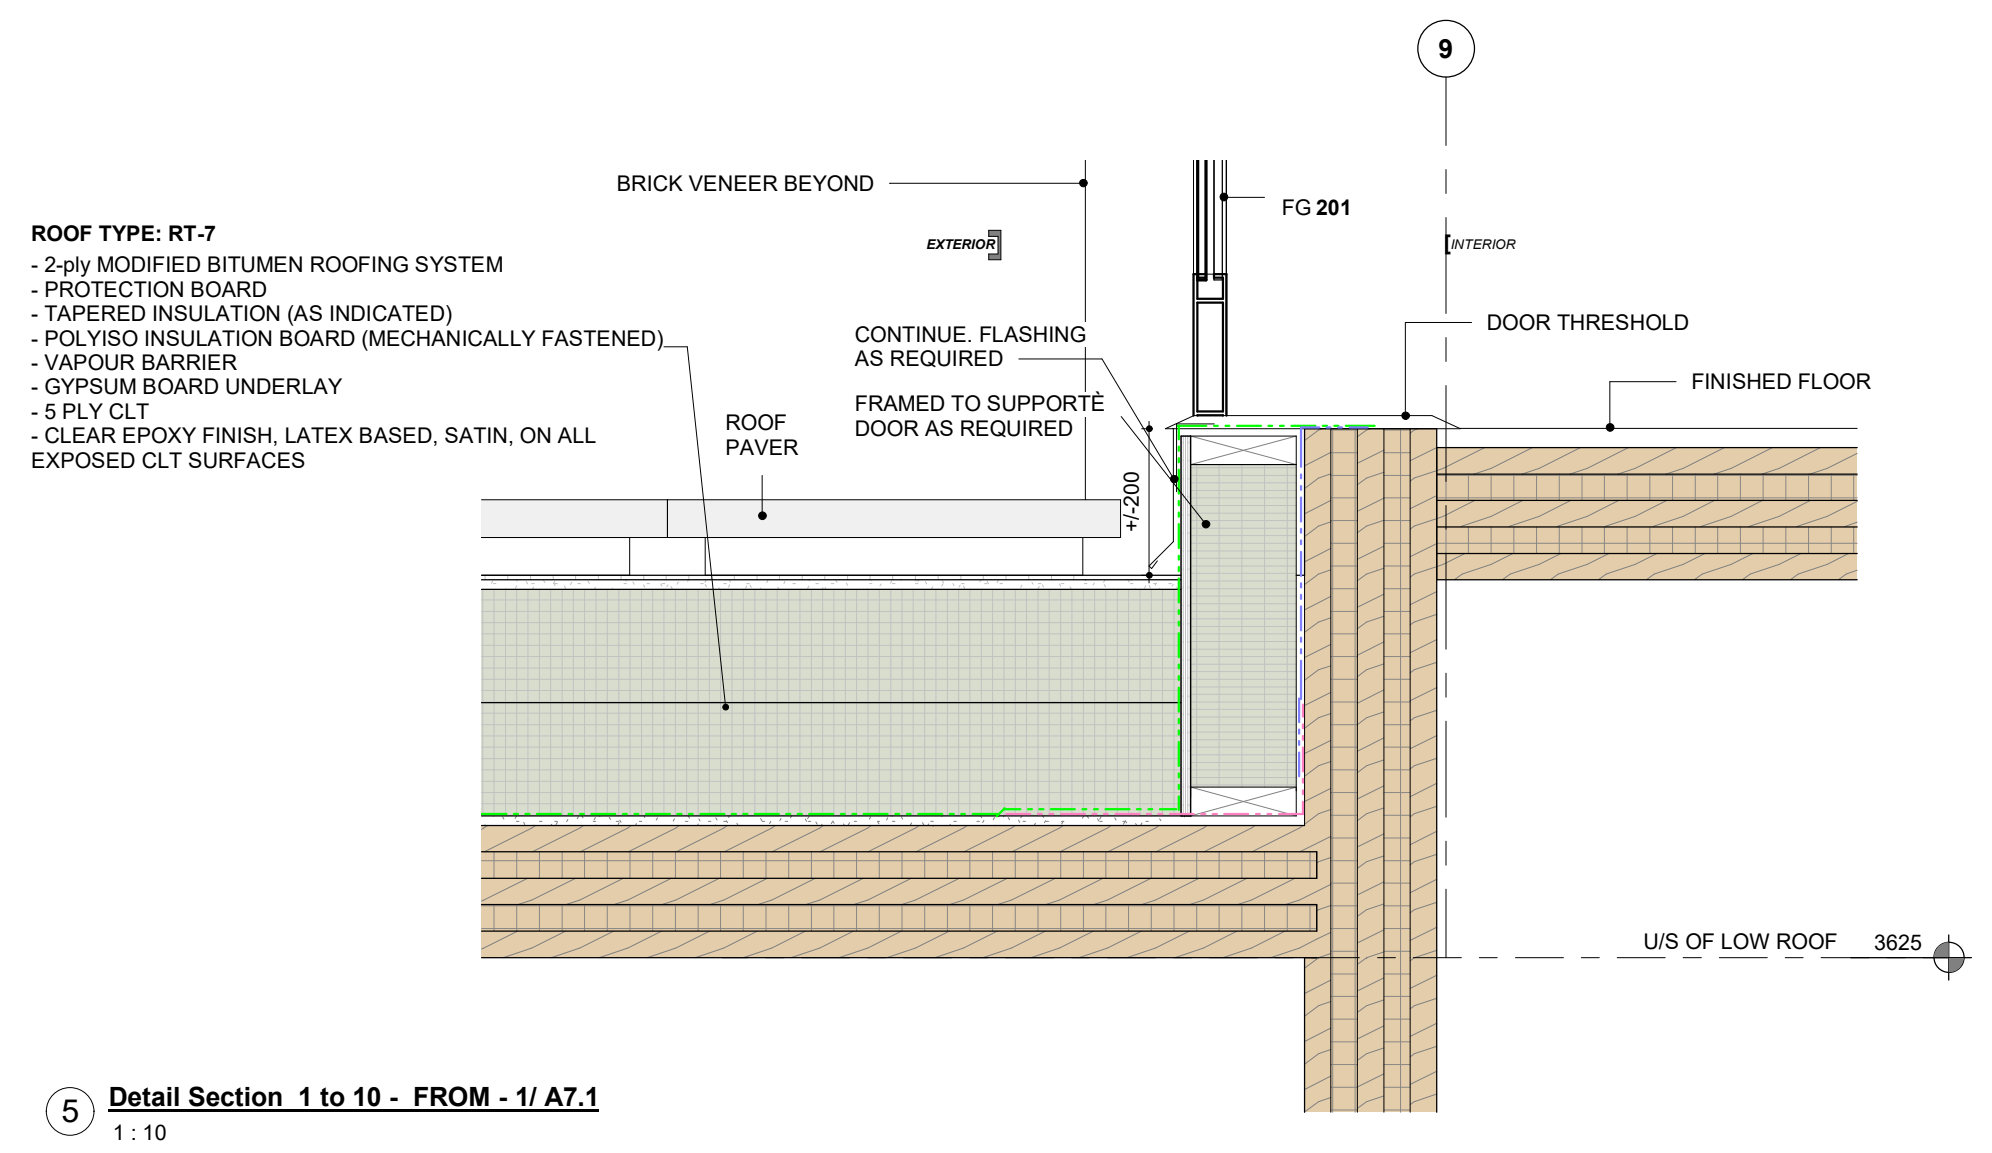 9
BRICK VENEER BEYOND
FG 201
ROOF TYPE: RT-7
EXTERIOR
INTERIOR
- 2-ply MODIFIED BITUMEN ROOFING SYSTEM
- PROTECTION BOARD
- TAPERED INSULATION (AS INDICATED)
- POLYISO INSULATION BOARD (MECHANICALLY FASTENED)
- VAPOUR BARRIER
- GYPSUM BOARD UNDERLAY
- 5 PLY CLT
- CLEAR EPOXY FINISH, LATEX BASED, SATIN, ON ALL
EXPOSED CLT SURFACES
CONTINUE. FLASHING
AS REQUIRED
FRAMED TO SUPPORTÈ
DOOR AS REQUIRED
DOOR THRESHOLD
FINISHED FLOOR
ROOF
PAVER
+/-200
U/S OF LOW ROOF 3625
5 Detail Section 1 to 10 - FROM - 1/ A7.1
1 : 10